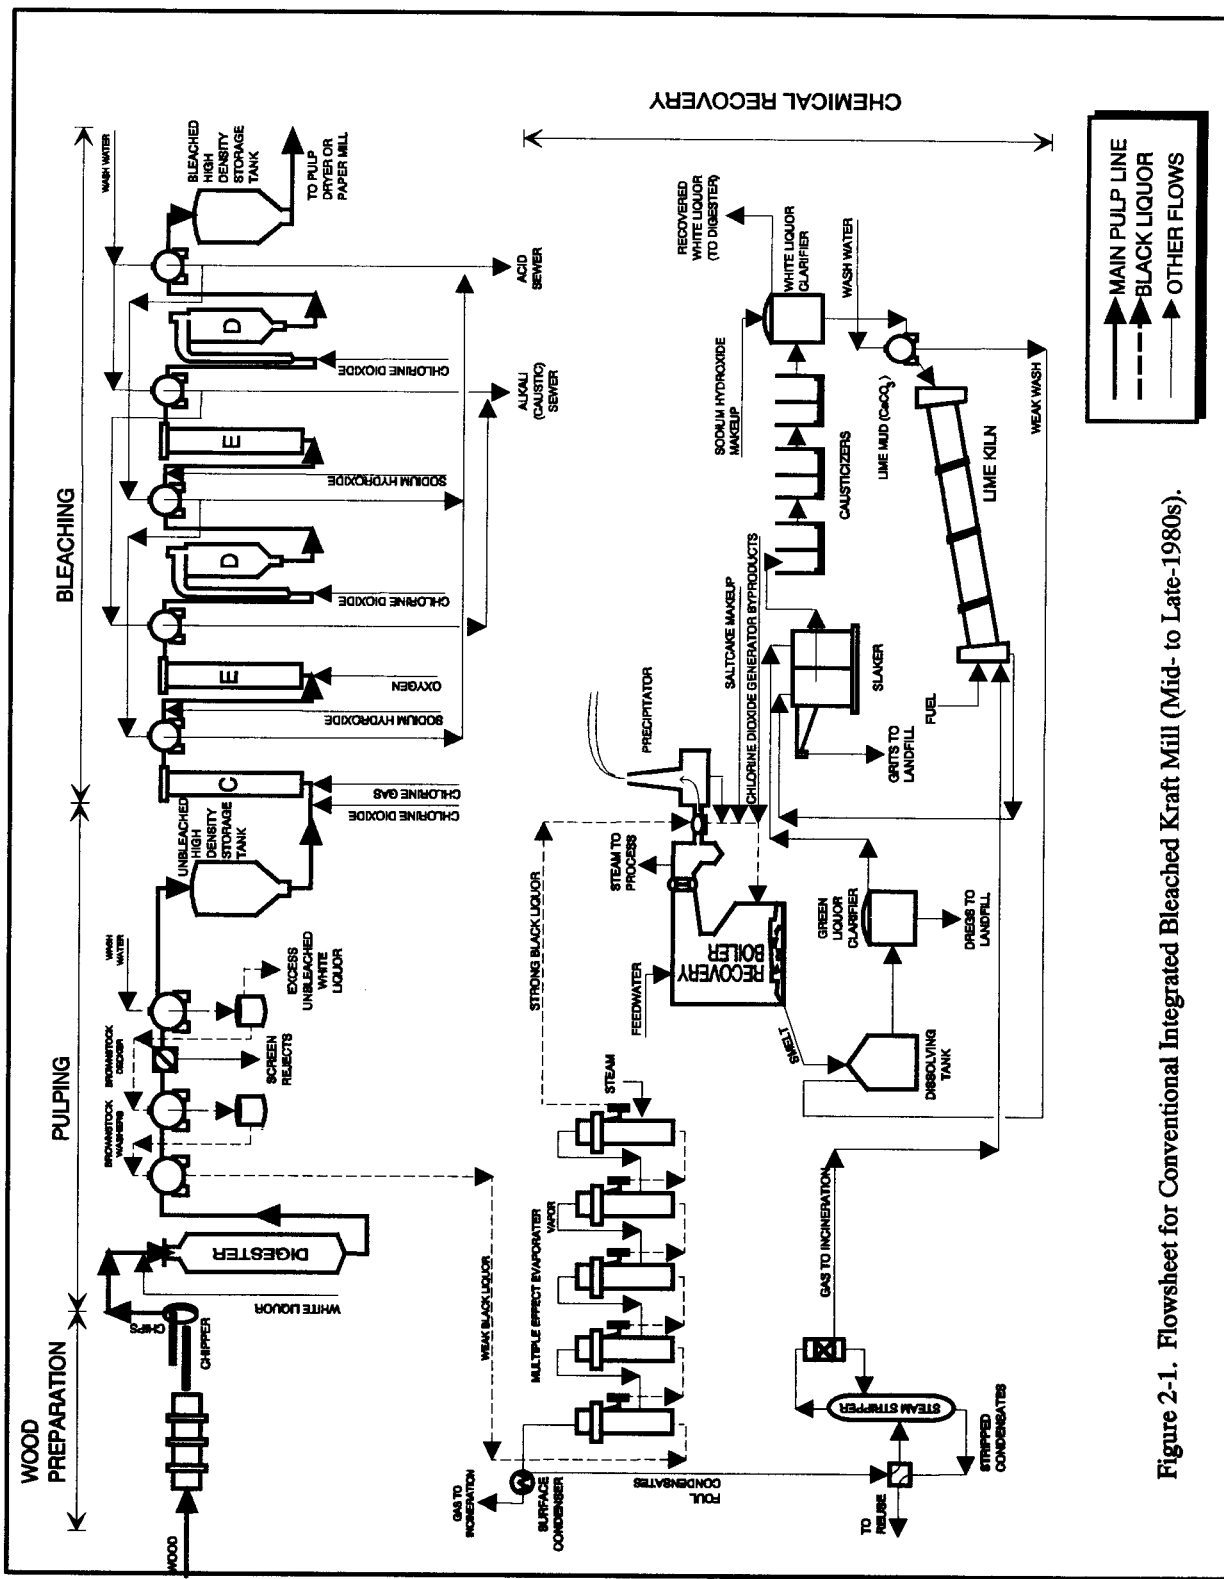 WOOD
PREPARATION
PULPING
BLEACHING
WOOD
CHIPPER
CHIPS
WHITE LIQUOR
DIGESTER
BROWNSTOCK
WASHERS
BROWNSTOCK
DECKER
SCREEN
REJECTS
WASH
WATER
EXCESS
UNBLEACHED
WHITE
LIQUOR
UNBLEACHED
HIGH
DENSITY
STORAGE
TANK
CHLORINE DIOXIDE
CHLORINE GAS
C
SODIUM HYDROXIDE
OXYGEN
E
CHLORINE DIOXIDE
D
SODIUM HYDROXIDE
E
CHLORINE DIOXIDE
D
WASH WATER
BLEACHED
HIGH
DENSITY
STORAGE
TANK
TO PULP
DRYER OR
PAPER MILL
ALKALI
(CAUSTIC)
SEWER
ACID
SEWER
CHEMICAL RECOVERY
WEAK BLACK LIQUOR
GAS TO
INCINERATION
SURFACE
CONDENSER
MULTIPLE EFFECT EVAPORATER
VAPOR
STEAM
STRONG BLACK LIQUOR
FOUL
CONDENSATES
TO
REUSE
STEAM STRIPPER
STRIPPED
CONDENSATES
GAS TO INCINERATION
FEEDWATER
STEAM TO
PROCESS
RECOVERY
BOILER
PRECIPITATOR
SALTCAKE MAKEUP
CHLORINE DIOXIDE GENERATOR BYPRODUCTS
SMELT
DISSOLVING
TANK
GREEN
LIQUOR
CLARIFIER
DREGS TO
LANDFILL
SLAKER
GRITS TO
LANDFILL
CAUSTICIZERS
SODIUM HYDROXIDE
MAKEUP
RECOVERED
WHITE LIQUOR
(TO DIGESTER)
WHITE LIQUOR
CLARIFIER
WASH WATER
LIME MUD (CaCO3)
LIME KILN
FUEL
WEAK WASH
MAIN PULP LINE
BLACK LIQUOR
OTHER FLOWS
Figure 2-1. Flowsheet for Conventional Integrated Bleached Kraft Mill (Mid- to Late-1980s).